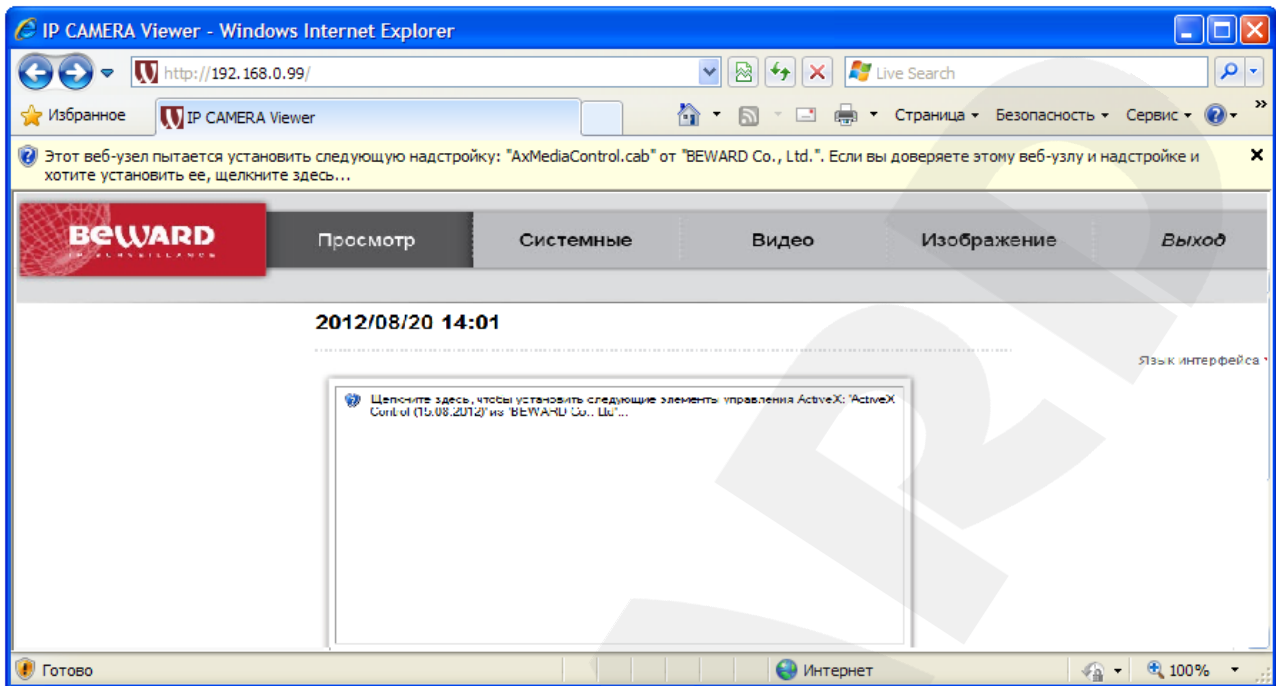 IP CAMERA Viewer - Windows Internet Explorer
http://192.168.0.99/
Live Search
Избранное
IP CAMERA Viewer
Страница
Безопасность
Сервис
Этот веб-узел пытается установить следующую надстройку: "AxMediaControl.cab" от "BEWARD Co., Ltd.". Если вы доверяете этому веб-узлу и надстройке и
хотите установить ее, щелкните здесь...
BEWARD
IP SURVEILLANCE
Просмотр
Системные
Видео
Изображение
Выход
2012/08/20 14:01
Язык интерфейса
Щелкните здесь, чтобы установить следующие элементы управления ActiveX: "ActiveX
Control (15.08.2012)" из "BEWARD Co., Ltd"...
Готово
Интернет
100%